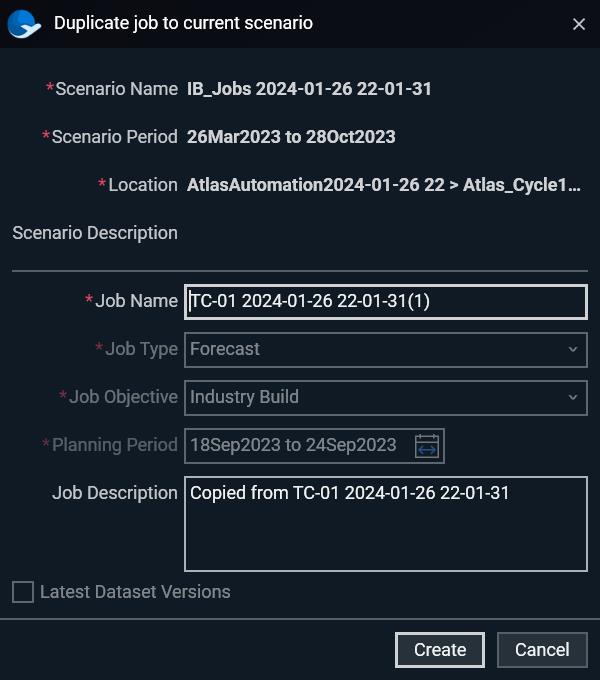 Duplicate job to current scenario
*Scenario Name IB_Jobs 2024-01-26 22-01-31
*Scenario Period 26Mar2023 to 28Oct2023
*Location AtlasAutomation2024-01-26 22 > Atlas_Cycle1...
Scenario Description
*Job Name TC-01 2024-01-26 22-01-31(1)
*Job Type Forecast
*Job Objective Industry Build
*Planning Period 18Sep2023 to 24Sep2023
Job Description Copied from TC-01 2024-01-26 22-01-31
Latest Dataset Versions
Create Cancel